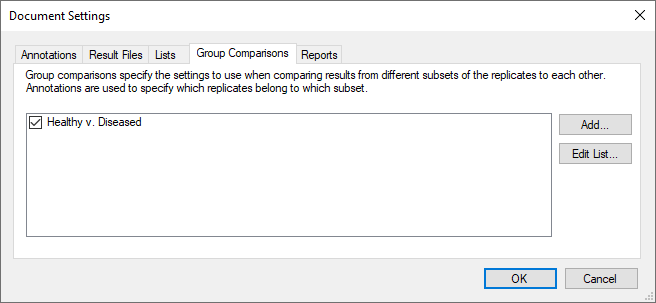 Document Settings
Annotations Result Files Lists Group Comparisons Reports
Group comparisons specify the settings to use when comparing results from different subsets of the replicates to each other.
Annotations are used to specify which replicates belong to which subset.
Healthy v. Diseased
Add...
Edit List...
OK Cancel